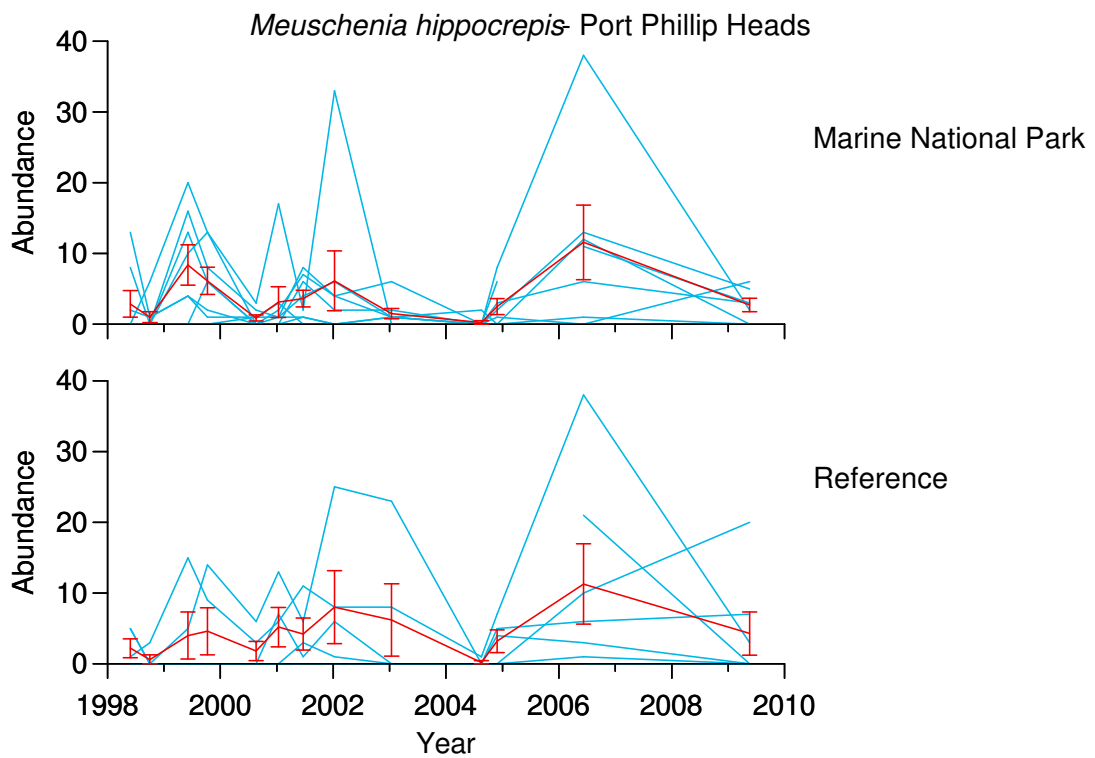 Meuschenia hippocrepis- Port Phillip Heads
40
30
20
10
0
Abundance
Marine National Park
40
30
20
10
0
Abundance
Reference
1998 2000 2002 2004 2006 2008 2010
Year